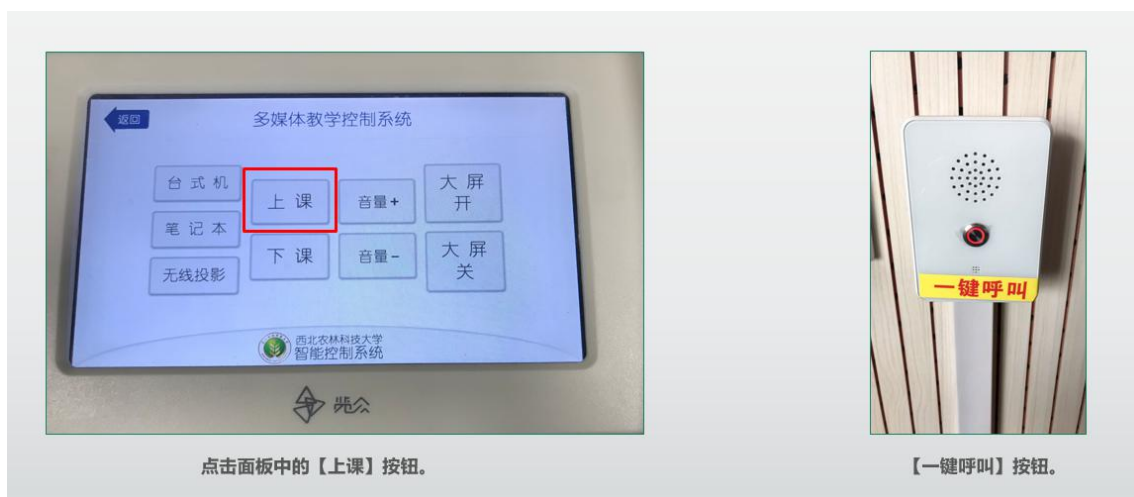 返回
多媒体教学控制系统
台式机
上课
音量+
大屏
开
笔记本
下课
音量-
大屏
关
无线投影
西北农林科技大学
智能控制系统
一键呼叫
点击面板中的【上课】按钮。
【一键呼叫】按钮。